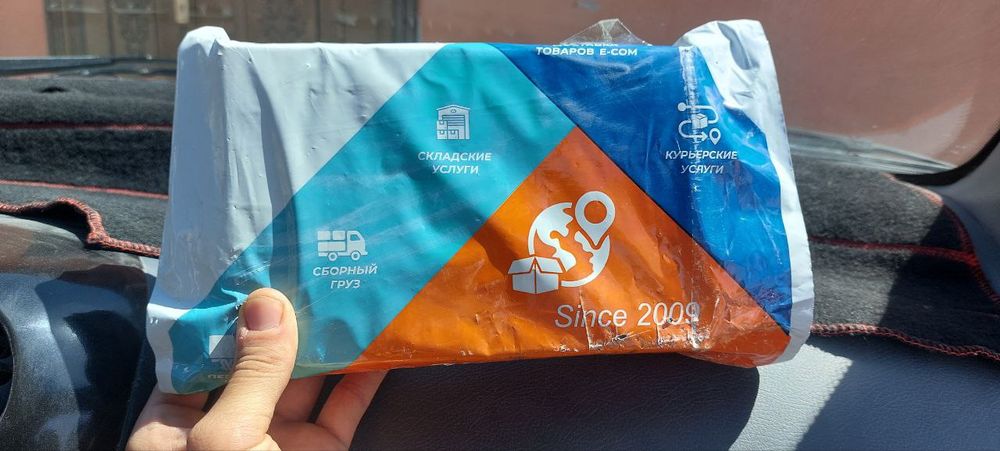 ТОВАРОВ E-COM
СКЛАДСКИЕ
УСЛУГИ
КУРЬЕРСКИЕ
УСЛУГИ
СБОРНЫЙ
ГРУЗ
Since 2009